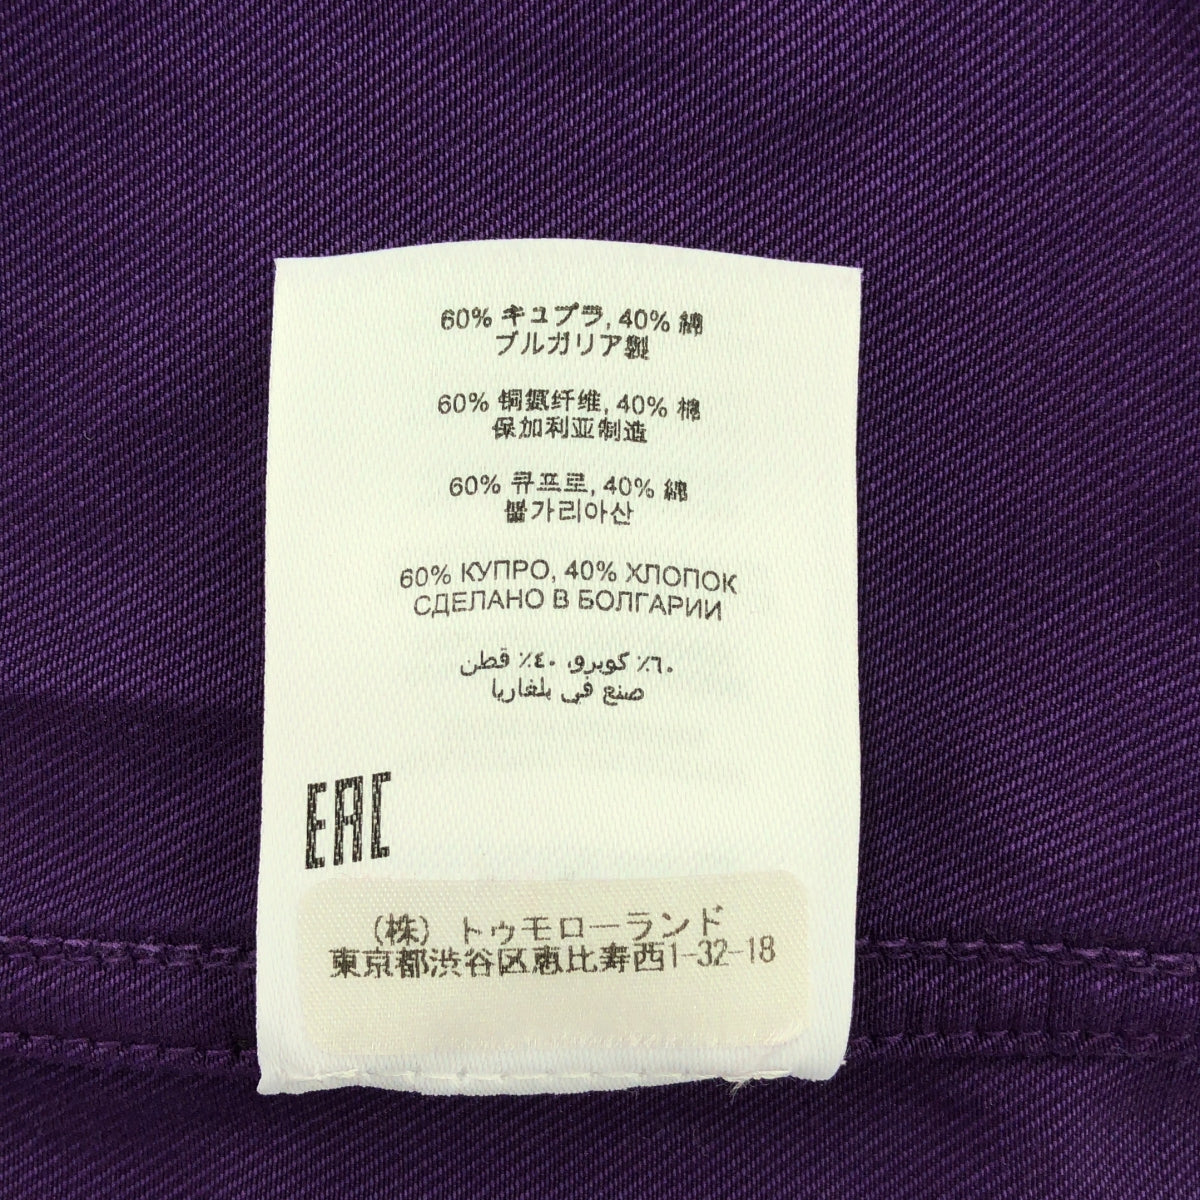 60% キュプラ, 40% 綿
ブルガリア製
60% 铜氨纤维, 40% 棉
保加利亚制造
60% 큐프로, 40% 綿
불가리아산
60% КУПРО, 40% ХЛОПОК
СДЕЛАНО В БОЛГАРИИ
٦٠٪ كوبرو، ٤٠٪ قطن
صنع في بلغاريا
EAC
(株) トゥモローランド
東京都渋谷区恵比寿西1-32-18